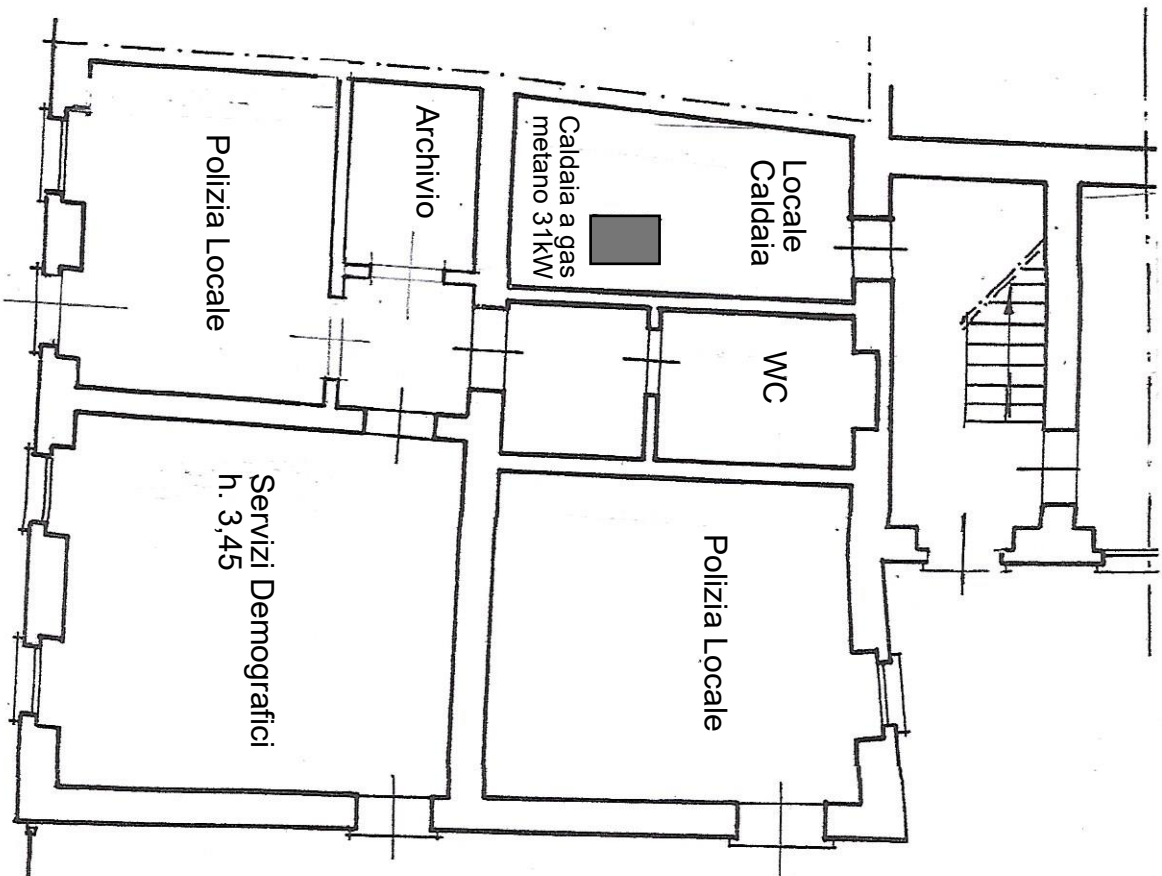 Locale
Caldaia
WC
Polizia Locale
Caldaia a gas
metano 31kW
Archivio
Servizi Demografici
h. 3,45
Polizia Locale